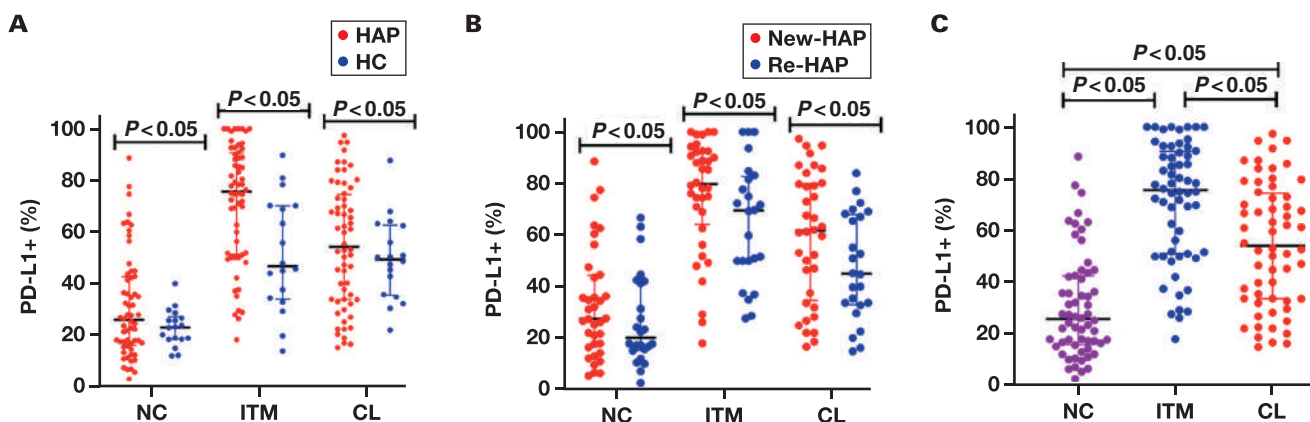 A
HAP
HC
P < 0.05
P < 0.05
P < 0.05
PD-L1+ (%)
100
80
60
40
20
0
NC ITM CL
B
New-HAP
Re-HAP
P < 0.05
P < 0.05
P < 0.05
PD-L1+ (%)
100
80
60
40
20
0
NC ITM CL
C
P < 0.05
P < 0.05 P < 0.05
PD-L1+ (%)
100
80
60
40
20
0
NC ITM CL